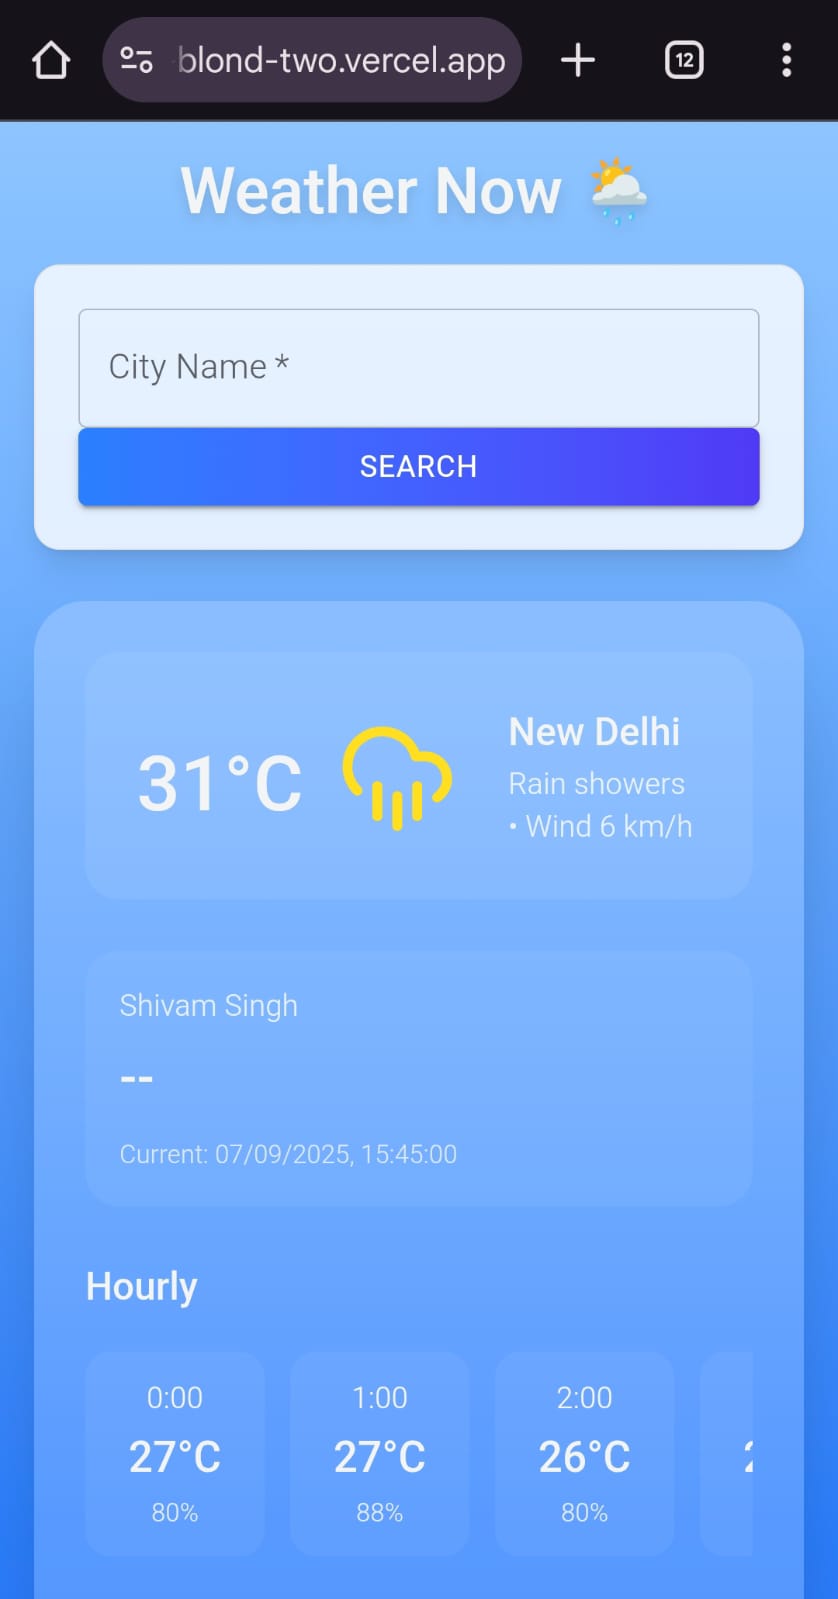 blond-two.vercel.app
12
Weather Now
City Name *
SEARCH
31°C
New Delhi
Rain showers
• Wind 6 km/h
Shivam Singh
--
Current: 07/09/2025, 15:45:00
Hourly
0:00 1:00 2:00
27°C 27°C 26°C
80% 88% 80%